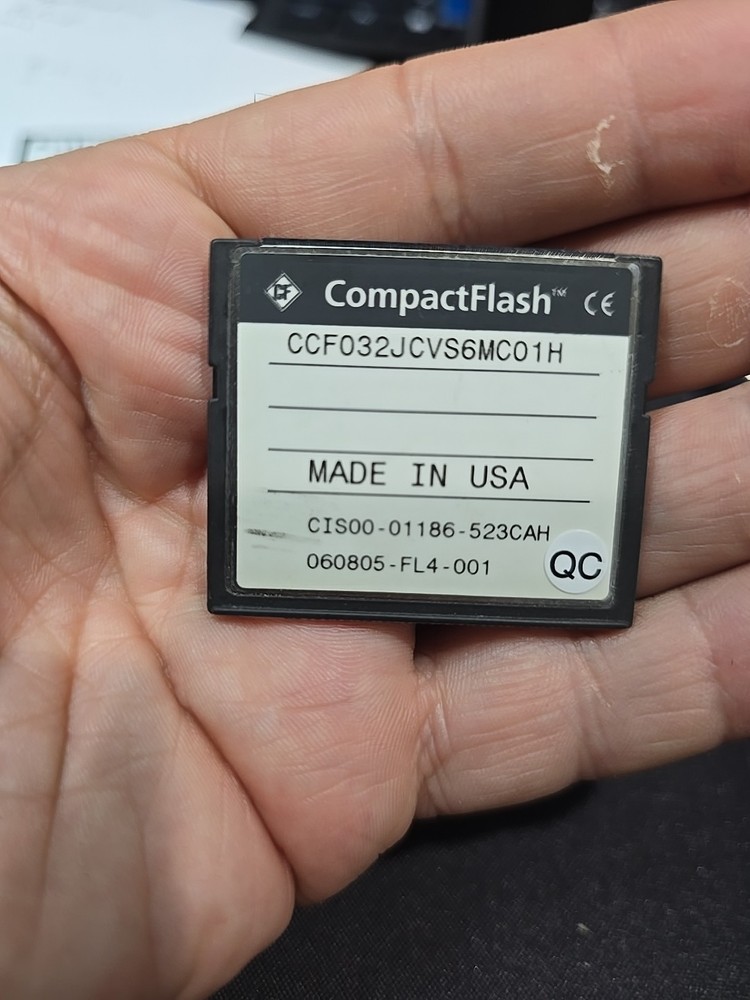 CF CompactFlash™ CE
CCF032JCVS6MC01H
MADE IN USA
CIS00-01186-523CAH
060805-FL4-001
QC